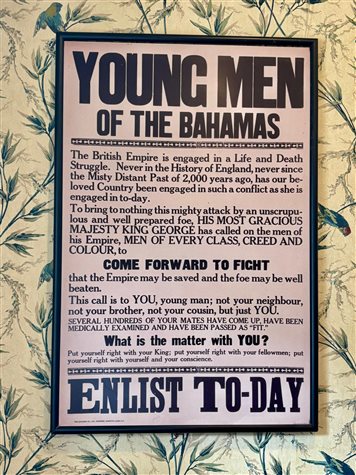 YOUNG MEN
OF THE BAHAMAS
The British Empire is engaged in a Life and Death
Struggle. Never in the History of England, never since
the Misty Distant Past of 2,000 years ago, has our be-
loved Country been engaged in such a conflict as she is
engaged in to-day.
To bring to nothing this mighty attack by an unscrupu-
lous and well prepared foe, HIS MOST GRACIOUS
MAJESTY KING GEORGE has called on the men of
his Empire, MEN OF EVERY CLASS, CREED AND
COLOUR, to
COME FORWARD TO FIGHT
that the Empire may be saved and the foe may be well
beaten.
This call is to YOU, young man; not your neighbour,
not your brother, not your cousin, but just YOU.
SEVERAL HUNDREDS OF YOUR MATES HAVE COME UP, HAVE BEEN
MEDICALLY EXAMINED AND HAVE BEEN PASSED AS "FIT."
What is the matter with YOU?
Put yourself right with your King; put yourself right with your fellowmen; put
yourself right with yourself and your conscience.
ENLIST TO-DAY